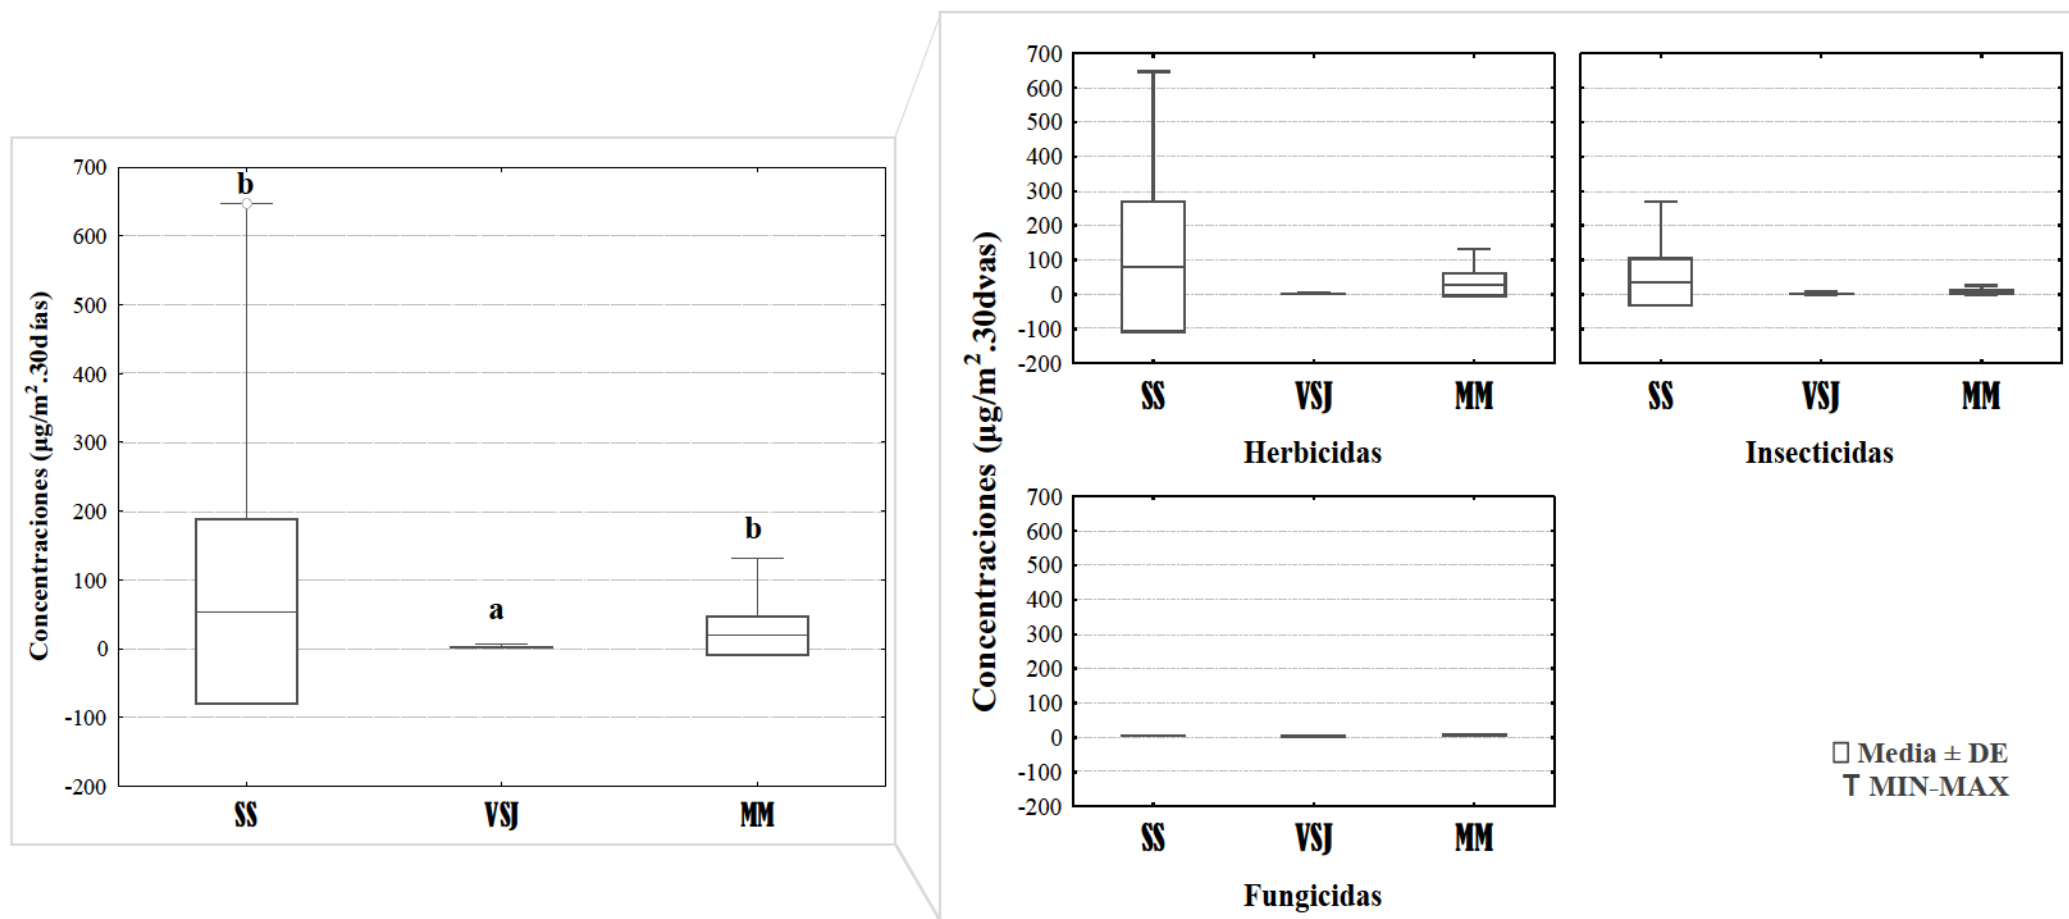 Concentraciones (µg/m².30días)
700
600
500
400
300
200
100
0
-100
-200
b
a
b
SS VSJ MM
Concentraciones (µg/m².30dvas)
700
600
500
400
300
200
100
0
-100
-200
SS VSJ MM
Herbicidas
SS VSJ MM
Insecticidas
700
600
500
400
300
200
100
0
-100
-200
SS VSJ MM
Fungicidas
Media ± DE
MIN-MAX